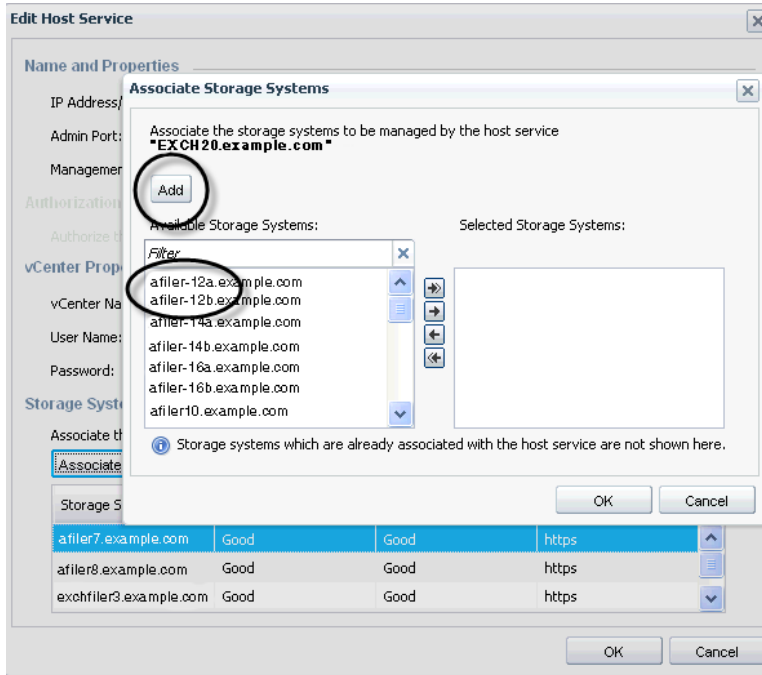 Edit Host Service
Name and Properties
Associate Storage Systems
IP Address/
Admin Port:
Associate the storage systems to be managed by the host service
"EXCH20.example.com"
Managemen
Add
Authorization
Available Storage Systems:
Selected Storage Systems:
Authorize t
Filter
vCenter Prop
afiler-12a.example.com
afiler-12b.example.com
vCenter Na
afiler-14a.example.com
User Name:
afiler-14b.example.com
Password:
afiler-16a.example.com
afiler-16b.example.com
Storage Syst
afiler10.example.com
Associate th
Storage systems which are already associated with the host service are not shown here.
Associate
Storage S
OK
Cancel
afiler7.example.com Good Good https
afiler8.example.com Good Good https
exchfiler3.example.com Good Good https
OK
Cancel